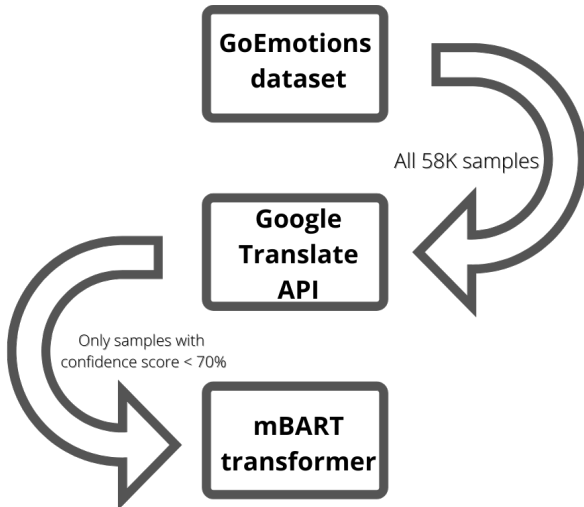 GoEmotions
dataset
All 58K samples
Google
Translate
API
Only samples with
confidence score < 70%
mBART
transformer